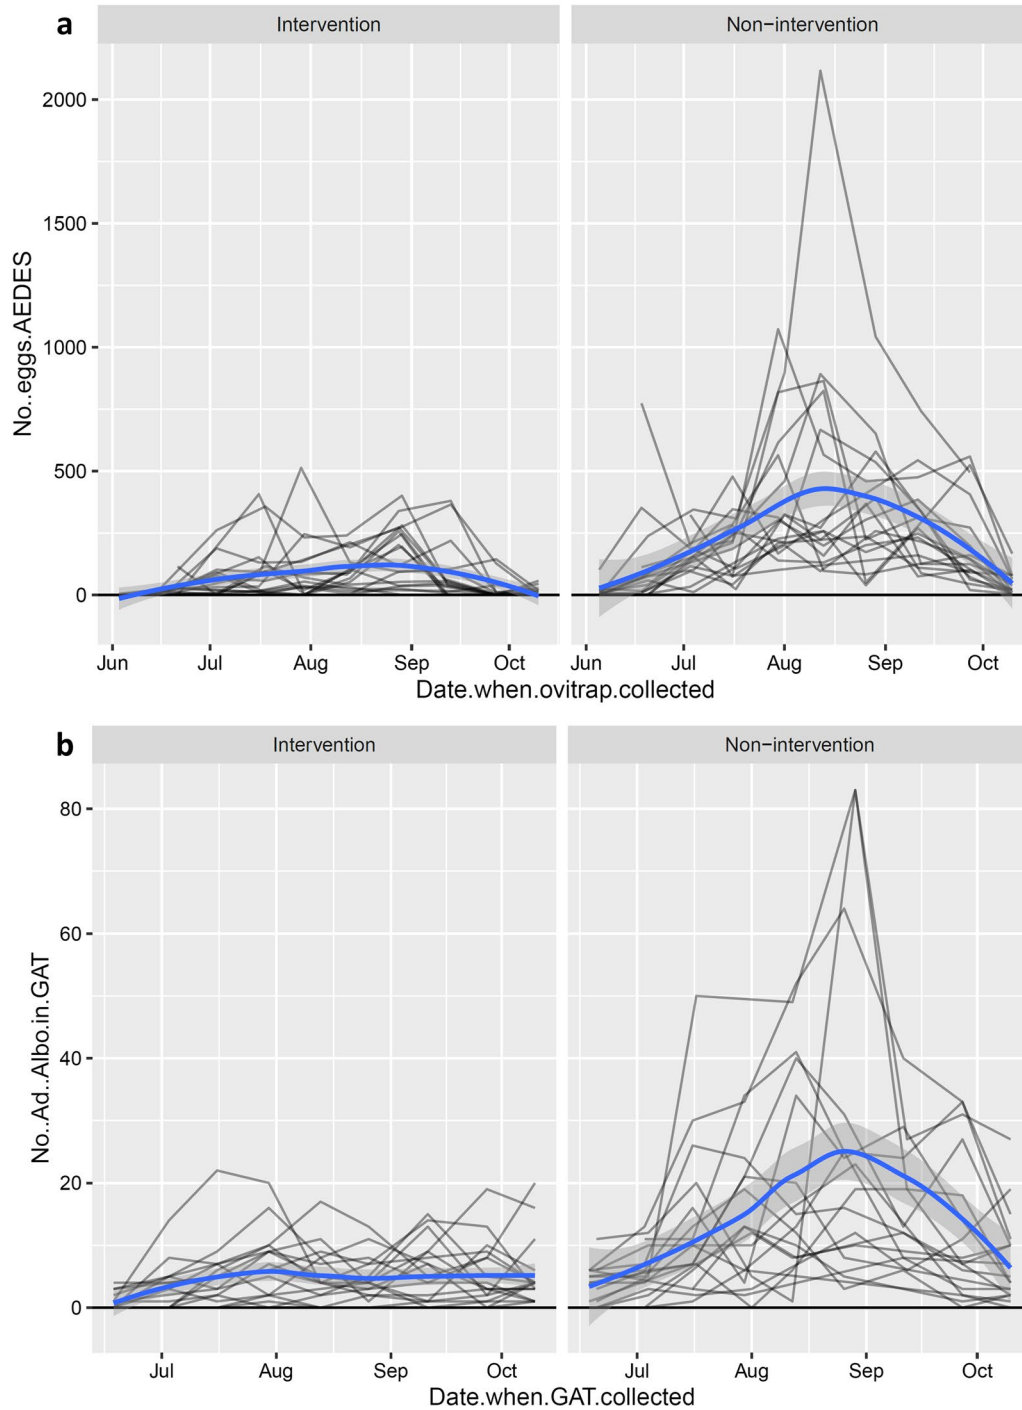 a
Intervention
Non−intervention
No..eggs.AEDES
2000
1500
1000
500
0
Jun Jul Aug Sep Oct
Jun Jul Aug Sep Oct
Date.when.ovitrap.collected
b
Intervention
Non−intervention
No..Ad..Albo.in.GAT
80
60
40
20
0
Jul Aug Sep Oct
Jul Aug Sep Oct
Date.when.GAT.collected